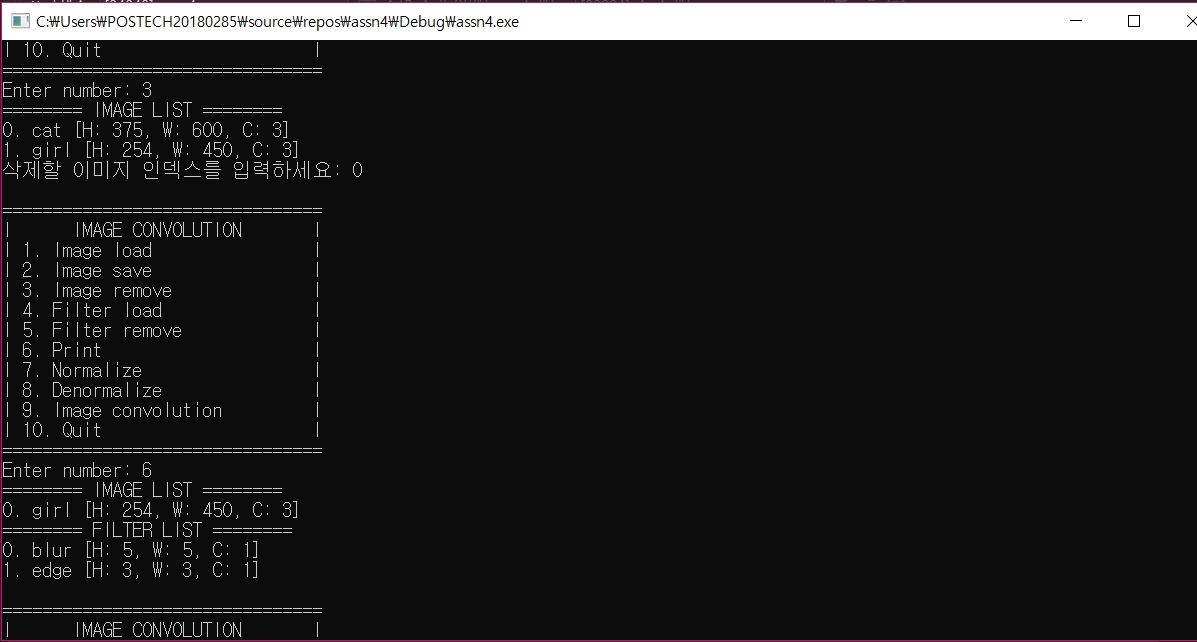 C:₩Users₩POSTECH20180285₩source₩repos₩assn4₩Debug₩assn4.exe
| 10. Quit                     |
================================
Enter number: 3
======== IMAGE LIST ========
0. cat [H: 375, W: 600, C: 3]
1. girl [H: 254, W: 450, C: 3]
삭제할 이미지 인덱스를 입력하세요: 0
================================
|      IMAGE CONVOLUTION       |
| 1. Image load                |
| 2. Image save                |
| 3. Image remove              |
| 4. Filter load               |
| 5. Filter remove             |
| 6. Print                     |
| 7. Normalize                 |
| 8. Denormalize               |
| 9. Image convolution         |
| 10. Quit                     |
================================
Enter number: 6
======== IMAGE LIST ========
0. girl [H: 254, W: 450, C: 3]
======== FILTER LIST ========
0. blur [H: 5, W: 5, C: 1]
1. edge [H: 3, W: 3, C: 1]
================================
|      IMAGE CONVOLUTION       |